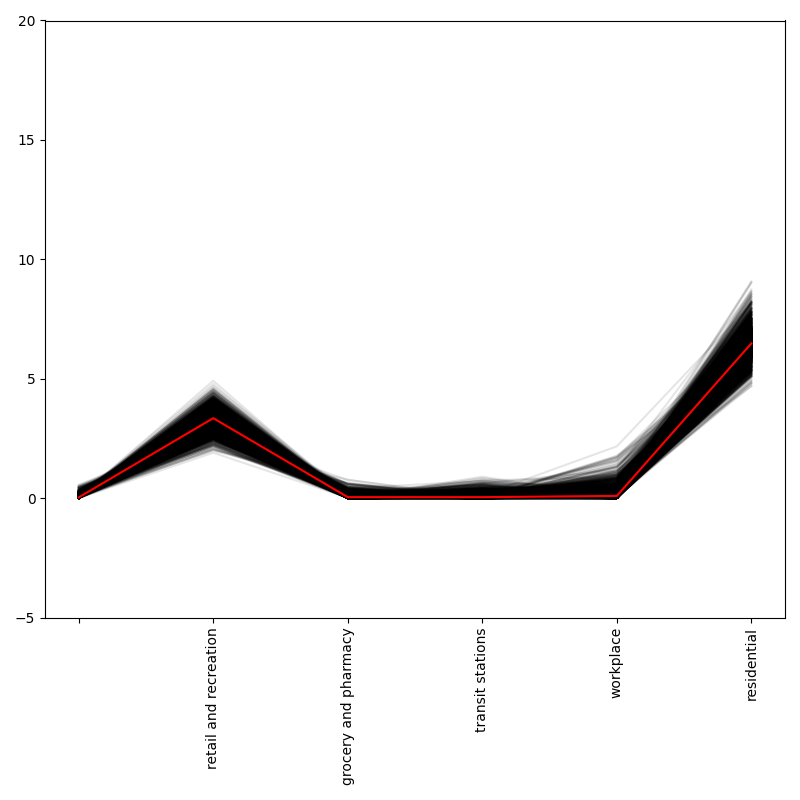 20
15
10
5
0
−5
retail and recreation
grocery and pharmacy
transit stations
workplace
residential